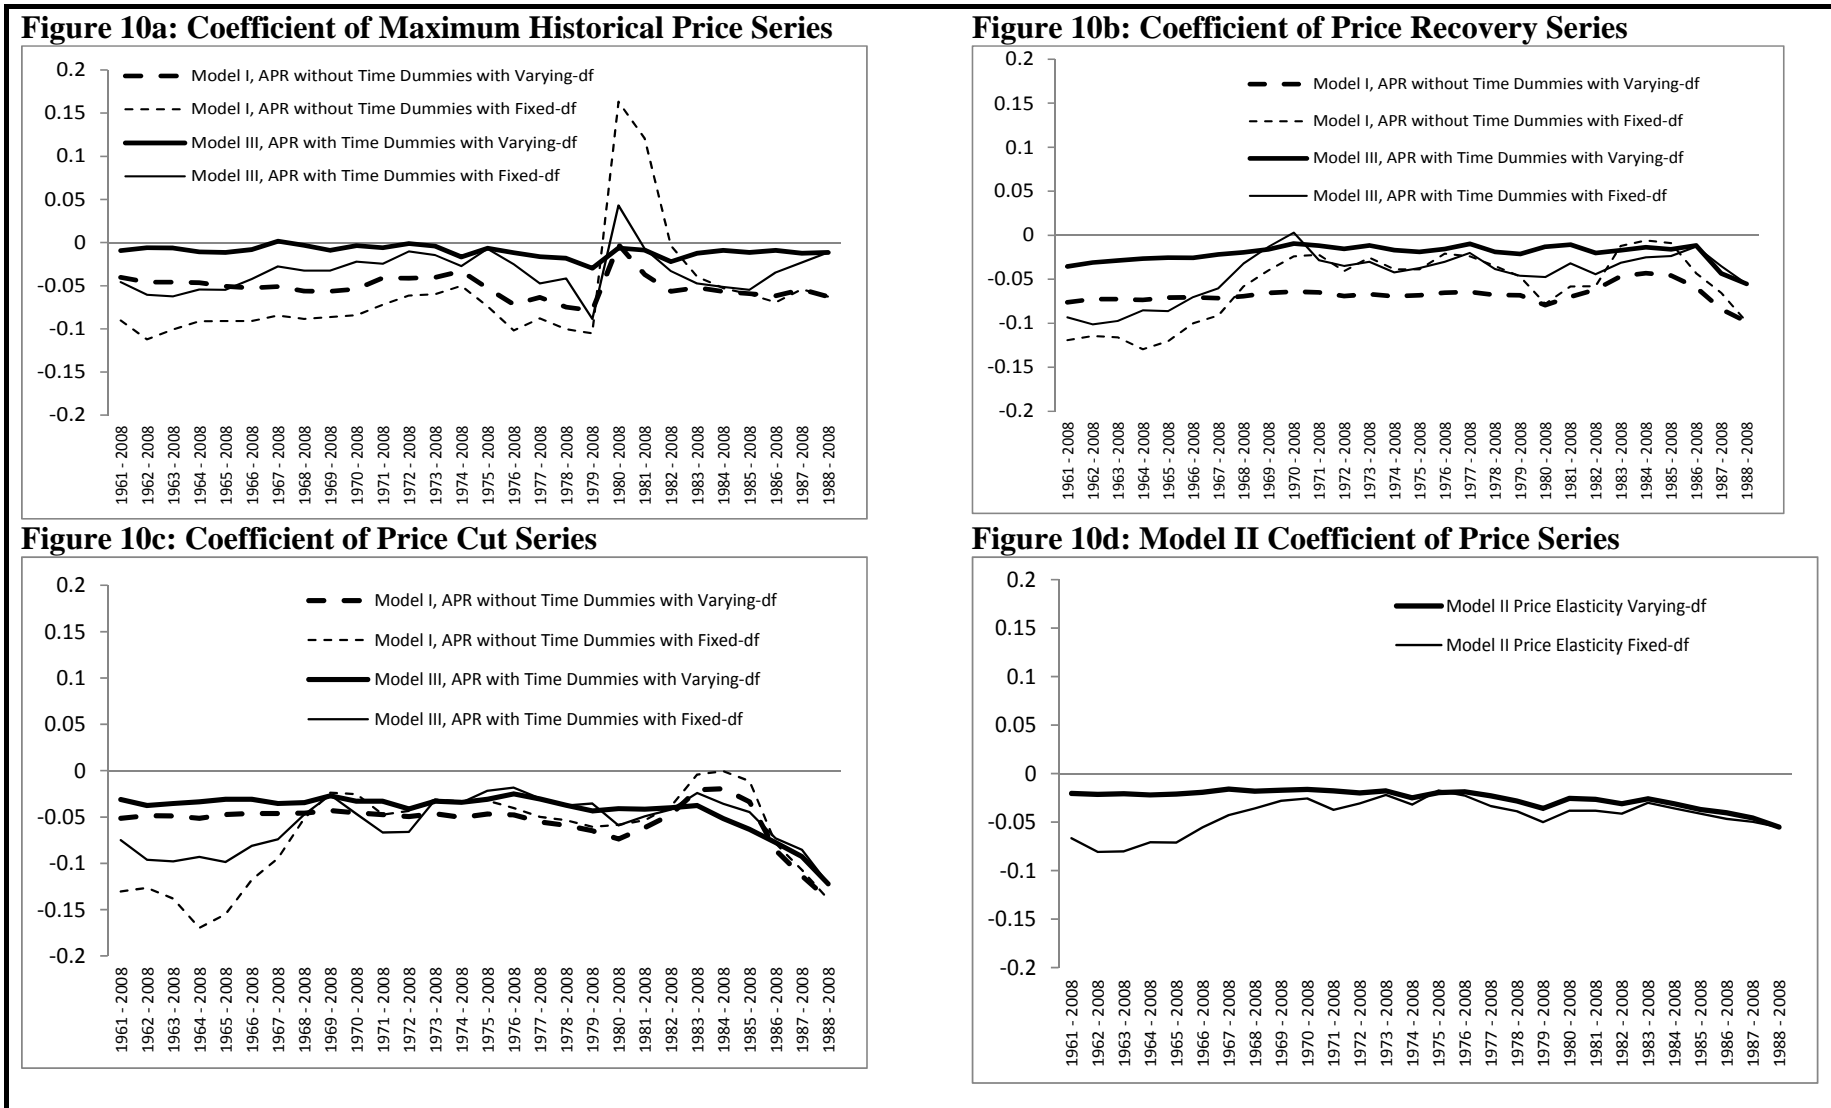 Figure 10a: Coefficient of Maximum Historical Price Series
0.2
0.15
0.1
0.05
0
-0.05
-0.1
-0.15
-0.2
Model I, APR without Time Dummies with Varying-df
Model I, APR without Time Dummies with Fixed-df
Model III, APR with Time Dummies with Varying-df
Model III, APR with Time Dummies with Fixed-df
1961 - 2008
1962 - 2008
1963 - 2008
1964 - 2008
1965 - 2008
1966 - 2008
1967 - 2008
1968 - 2008
1969 - 2008
1970 - 2008
1971 - 2008
1972 - 2008
1973 - 2008
1974 - 2008
1975 - 2008
1976 - 2008
1977 - 2008
1978 - 2008
1979 - 2008
1980 - 2008
1981 - 2008
1982 - 2008
1983 - 2008
1984 - 2008
1985 - 2008
1986 - 2008
1987 - 2008
1988 - 2008
Figure 10b: Coefficient of Price Recovery Series
0.2
0.15
0.1
0.05
0
-0.05
-0.1
-0.15
-0.2
Model I, APR without Time Dummies with Varying-df
Model I, APR without Time Dummies with Fixed-df
Model III, APR with Time Dummies with Varying-df
Model III, APR with Time Dummies with Fixed-df
1961 - 2008
1962 - 2008
1963 - 2008
1964 - 2008
1965 - 2008
1966 - 2008
1967 - 2008
1968 - 2008
1969 - 2008
1970 - 2008
1971 - 2008
1972 - 2008
1973 - 2008
1974 - 2008
1975 - 2008
1976 - 2008
1977 - 2008
1978 - 2008
1979 - 2008
1980 - 2008
1981 - 2008
1982 - 2008
1983 - 2008
1984 - 2008
1985 - 2008
1986 - 2008
1987 - 2008
1988 - 2008
Figure 10c: Coefficient of Price Cut Series
0.2
0.15
0.1
0.05
0
-0.05
-0.1
-0.15
-0.2
Model I, APR without Time Dummies with Varying-df
Model I, APR without Time Dummies with Fixed-df
Model III, APR with Time Dummies with Varying-df
Model III, APR with Time Dummies with Fixed-df
1961 - 2008
1962 - 2008
1963 - 2008
1964 - 2008
1965 - 2008
1966 - 2008
1967 - 2008
1968 - 2008
1969 - 2008
1970 - 2008
1971 - 2008
1972 - 2008
1973 - 2008
1974 - 2008
1975 - 2008
1976 - 2008
1977 - 2008
1978 - 2008
1979 - 2008
1980 - 2008
1981 - 2008
1982 - 2008
1983 - 2008
1984 - 2008
1985 - 2008
1986 - 2008
1987 - 2008
1988 - 2008
Figure 10d: Model II Coefficient of Price Series
0.2
0.15
0.1
0.05
0
-0.05
-0.1
-0.15
-0.2
Model II Price Elasticity Varying-df
Model II Price Elasticity Fixed-df
1961 - 2008
1962 - 2008
1963 - 2008
1964 - 2008
1965 - 2008
1966 - 2008
1967 - 2008
1968 - 2008
1969 - 2008
1970 - 2008
1971 - 2008
1972 - 2008
1973 - 2008
1974 - 2008
1975 - 2008
1976 - 2008
1977 - 2008
1978 - 2008
1979 - 2008
1980 - 2008
1981 - 2008
1982 - 2008
1983 - 2008
1984 - 2008
1985 - 2008
1986 - 2008
1987 - 2008
1988 - 2008